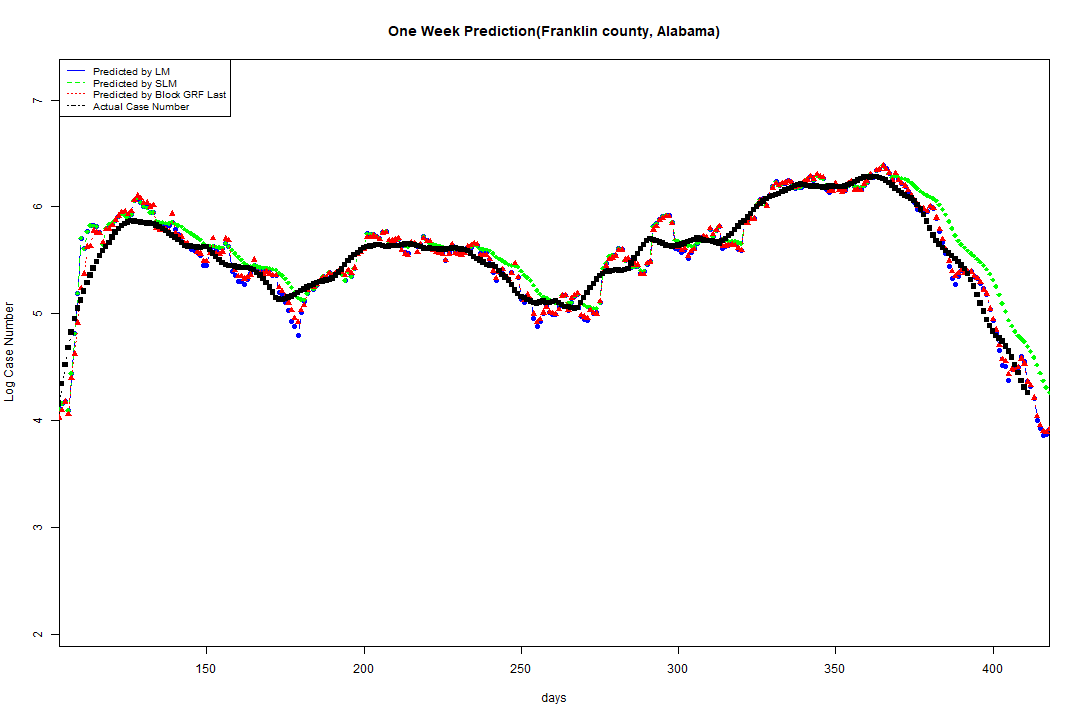 One Week Prediction(Franklin county, Alabama)
Predicted by LM
Predicted by SLM
Predicted by Block GRF Last
Actual Case Number
7
6
5
4
3
2
Log Case Number
150
200
250
300
350
400
days